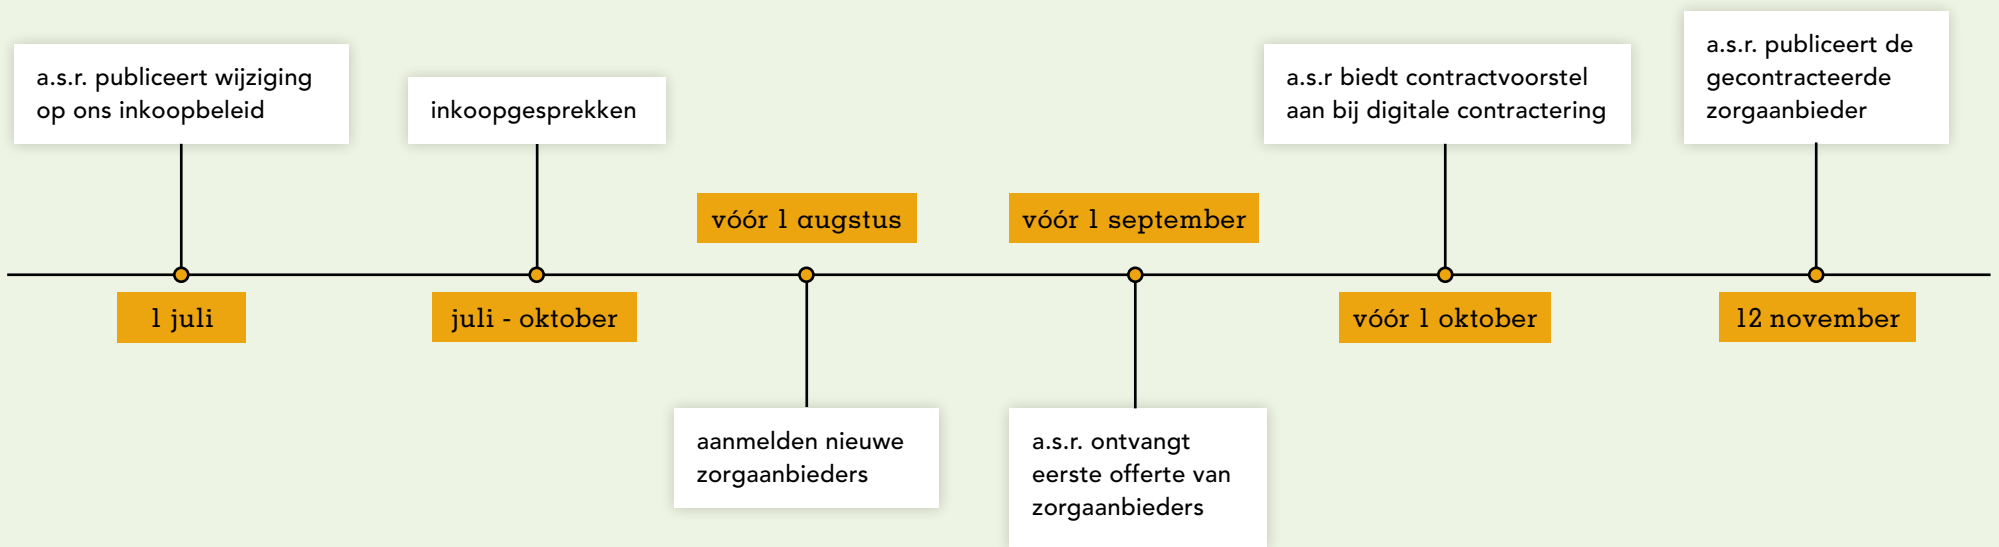 a.s.r. publiceert wijziging
op ons inkoopbeleid
1 juli
inkoopgesprekken
juli - oktober
vóór 1 augstus
aanmelden nieuwe
zorgaanbieders
vóór 1 september
a.s.r. ontvangt
eerste offerte van
zorgaanbieders
a.s.r biedt contractvoorstel
aan bij digitale contractering
vóór 1 oktober
a.s.r. publiceert de
gecontracteerde
zorgaanbieder
12 november